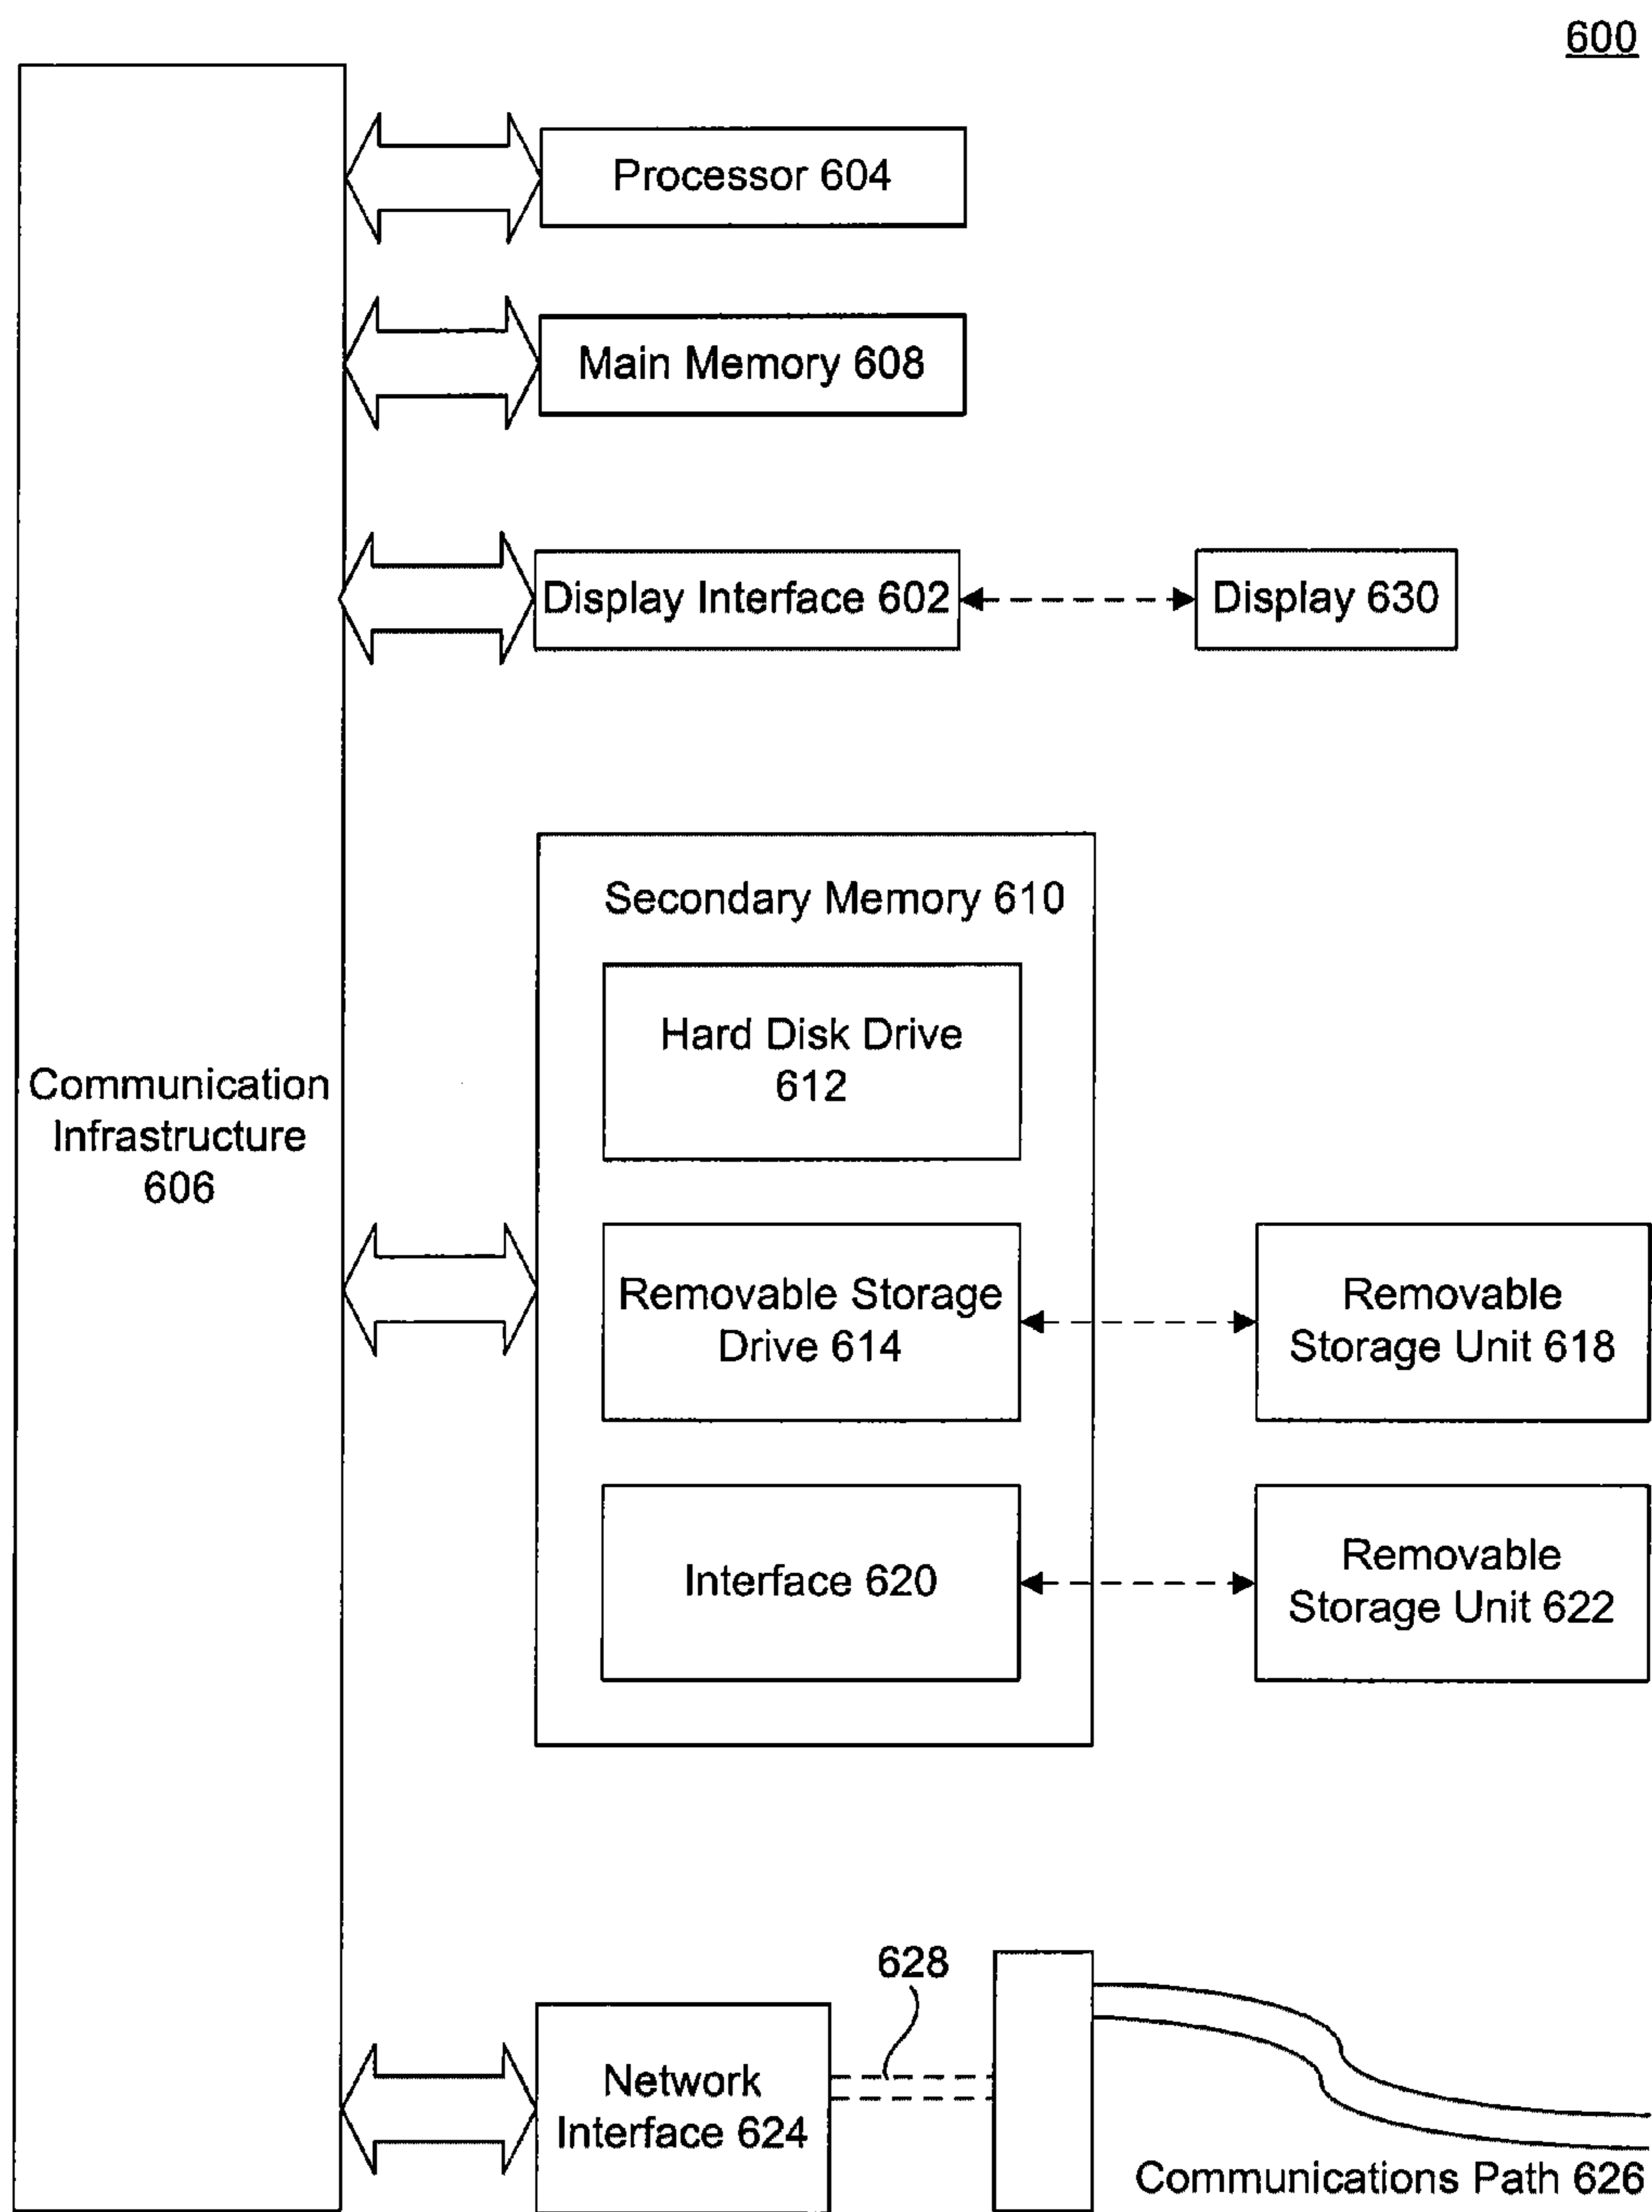 600
Processor 604
Main Memory 608
Display Interface 602
Display 630
Secondary Memory 610
Hard Disk Drive
612
Communication
Infrastructure
606
Removable Storage
Drive 614
Removable
Storage Unit 618
Interface 620
Removable
Storage Unit 622
628
Network
Interface 624
Communications Path 626